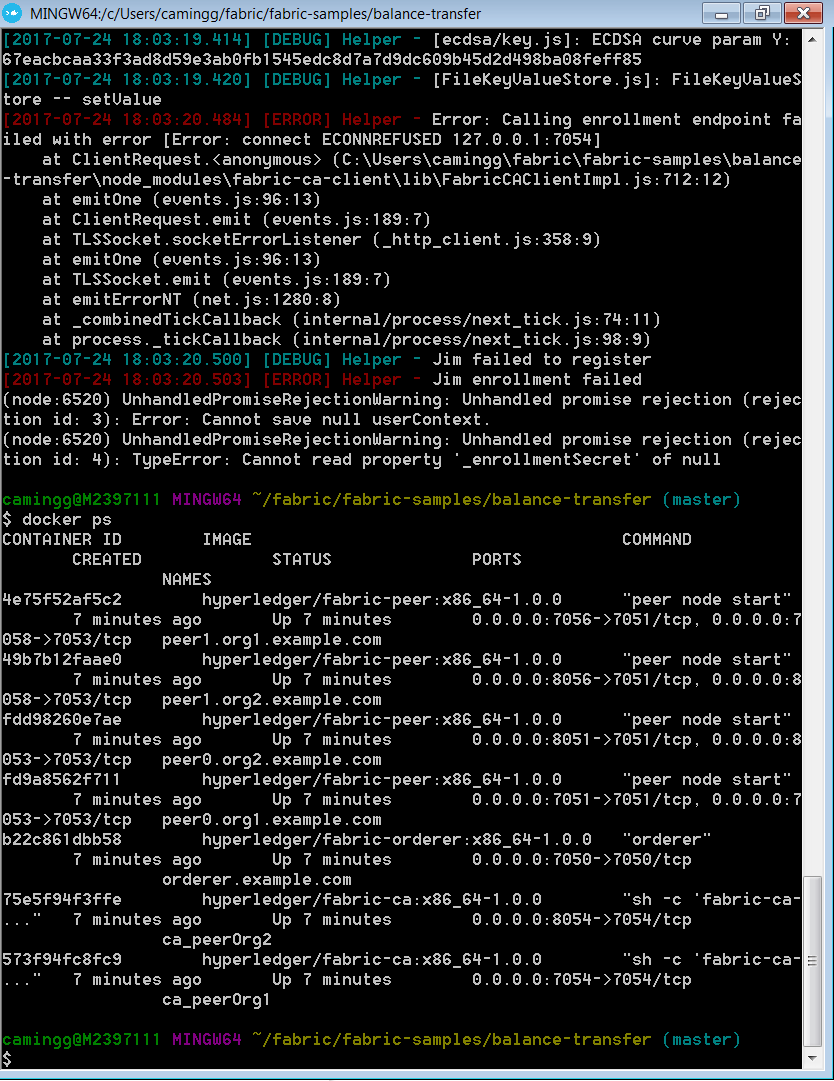 MINGW64:/c/Users/camingg/fabric/fabric-samples/balance-transfer
[2017-07-24 18:03:19.414] [DEBUG] Helper - [ecdsa/key.js]: ECDSA curve param Y:
67eacbcaa33f3ad8d59e3ab0fb1545edc8d7a7d9dc609b45d2d498ba08feff85
[2017-07-24 18:03:19.420] [DEBUG] Helper - [FileKeyValueStore.js]: FileKeyValueS
tore -- setValue
[2017-07-24 18:03:20.484] [ERROR] Helper - Error: Calling enrollment endpoint fa
iled with error [Error: connect ECONNREFUSED 127.0.0.1:7054]
    at ClientRequest.<anonymous> (C:\Users\camingg\fabric\fabric-samples\balance
-transfer\node_modules\fabric-ca-client\lib\FabricCAClientImpl.js:712:12)
    at emitOne (events.js:96:13)
    at ClientRequest.emit (events.js:189:7)
    at TLSSocket.socketErrorListener (_http_client.js:358:9)
    at emitOne (events.js:96:13)
    at TLSSocket.emit (events.js:189:7)
    at emitErrorNT (net.js:1280:8)
    at _combinedTickCallback (internal/process/next_tick.js:74:11)
    at process._tickCallback (internal/process/next_tick.js:98:9)
[2017-07-24 18:03:20.500] [DEBUG] Helper - Jim failed to register
[2017-07-24 18:03:20.503] [ERROR] Helper - Jim enrollment failed
(node:6520) UnhandledPromiseRejectionWarning: Unhandled promise rejection (rejec
tion id: 3): Error: Cannot save null userContext.
(node:6520) UnhandledPromiseRejectionWarning: Unhandled promise rejection (rejec
tion id: 4): TypeError: Cannot read property '_enrollmentSecret' of null
camingg@M2397111 MINGW64 ~/fabric/fabric-samples/balance-transfer (master)
$ docker ps
CONTAINER ID        IMAGE                                     COMMAND
       CREATED             STATUS              PORTS
                NAMES
4e75f52af5c2        hyperledger/fabric-peer:x86_64-1.0.0      "peer node start"
       7 minutes ago       Up 7 minutes        0.0.0.0:7056->7051/tcp, 0.0.0.0:7
058->7053/tcp   peer1.org1.example.com
49b7b12faae0        hyperledger/fabric-peer:x86_64-1.0.0      "peer node start"
       7 minutes ago       Up 7 minutes        0.0.0.0:8056->7051/tcp, 0.0.0.0:8
058->7053/tcp   peer1.org2.example.com
fdd98260e7ae        hyperledger/fabric-peer:x86_64-1.0.0      "peer node start"
       7 minutes ago       Up 7 minutes        0.0.0.0:8051->7051/tcp, 0.0.0.0:8
053->7053/tcp   peer0.org2.example.com
fd9a8562f711        hyperledger/fabric-peer:x86_64-1.0.0      "peer node start"
       7 minutes ago       Up 7 minutes        0.0.0.0:7051->7051/tcp, 0.0.0.0:7
053->7053/tcp   peer0.org1.example.com
b22c861dbb58        hyperledger/fabric-orderer:x86_64-1.0.0   "orderer"
       7 minutes ago       Up 7 minutes        0.0.0.0:7050->7050/tcp
                orderer.example.com
75e5f94f3ffe        hyperledger/fabric-ca:x86_64-1.0.0        "sh -c 'fabric-ca-
..."   7 minutes ago       Up 7 minutes        0.0.0.0:8054->7054/tcp
                ca_peerOrg2
573f94fc8fc9        hyperledger/fabric-ca:x86_64-1.0.0        "sh -c 'fabric-ca-
..."   7 minutes ago       Up 7 minutes        0.0.0.0:7054->7054/tcp
                ca_peerOrg1
camingg@M2397111 MINGW64 ~/fabric/fabric-samples/balance-transfer (master)
$